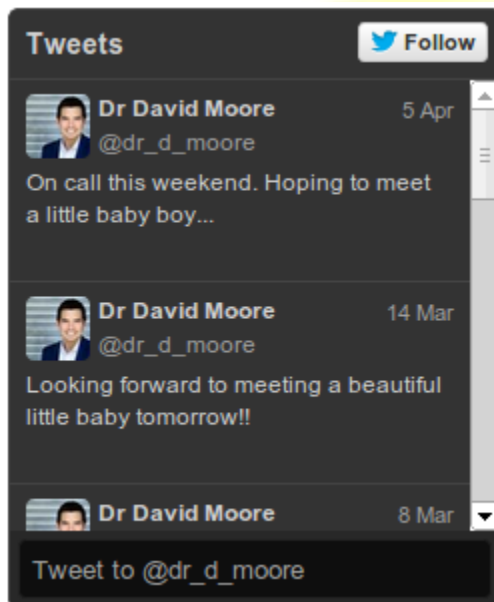 Tweets
Follow
Dr David Moore
5 Apr
@dr_d_moore
On call this weekend. Hoping to meet
a little baby boy...
Dr David Moore
14 Mar
@dr_d_moore
Looking forward to meeting a beautiful
little baby tomorrow!!
Dr David Moore
8 Mar
Tweet to @dr_d_moore